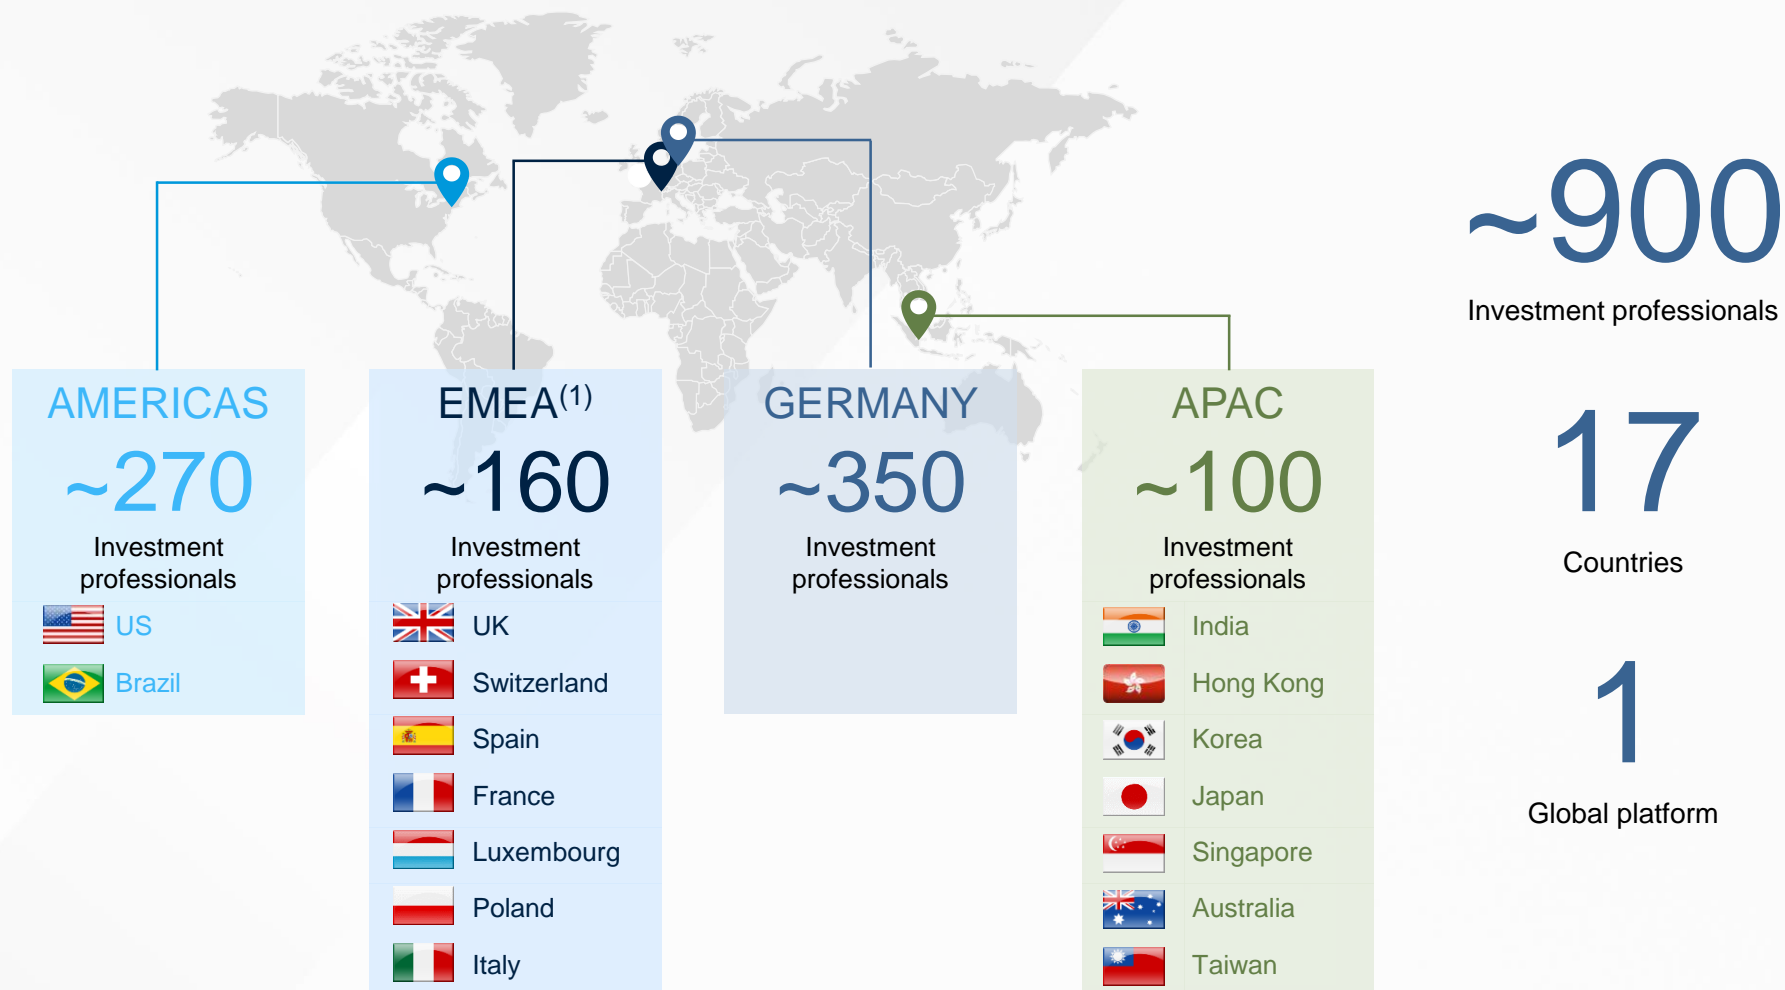 AMERICAS
~270
Investment
professionals
US
Brazil
EMEA(1)
~160
Investment
professionals
UK
Switzerland
Spain
France
Luxembourg
Poland
Italy
GERMANY
~350
Investment
professionals
APAC
~100
Investment
professionals
India
Hong Kong
Korea
Japan
Singapore
Australia
Taiwan
~900
Investment professionals
17
Countries
1
Global platform